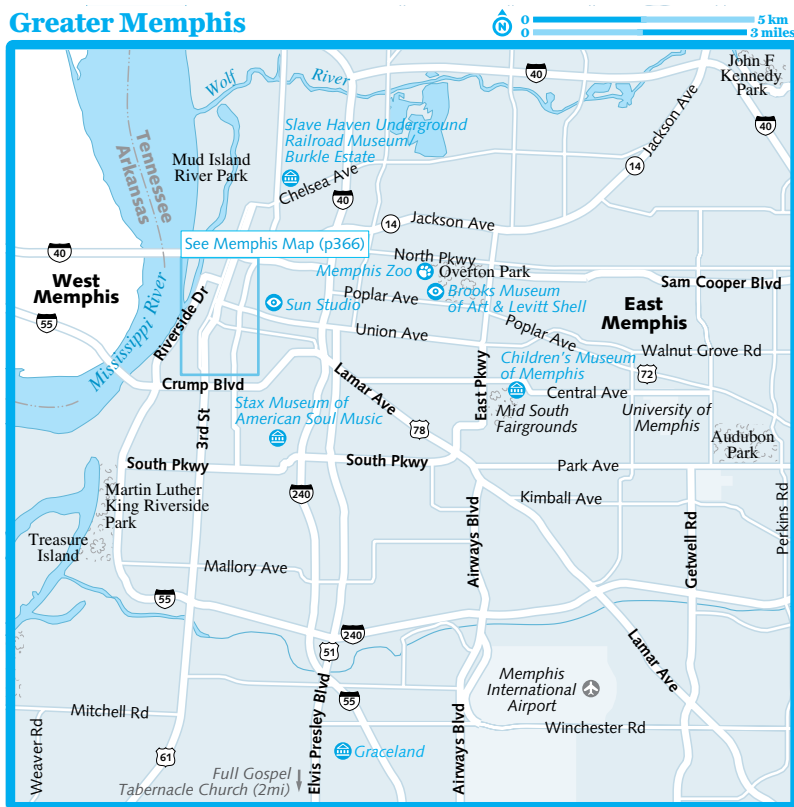 Greater Memphis
N
0
5 km
0
3 miles
Wolf
River
40
John F
Kennedy
Park
40
Jackson Ave
14
Slave Haven Underground
Railroad Museum/
Burkle Estate
Tennessee
Arkansas
Mud Island
River Park
Chelsea Ave
40
14
Jackson Ave
See Memphis Map (p366)
North Pkwy
40
Memphis Zoo
Overton Park
Sam Cooper Blvd
West
Memphis
Brooks Museum
of Art & Levitt Shell
Poplar Ave
Sun Studio
East
Memphis
55
Mississippi River
Riverside Dr
Union Ave
Poplar Ave
Walnut Grove Rd
Children's Museum
of Memphis
72
Crump Blvd
Lamar Ave
East Pkwy
Central Ave
Mid South
Fairgrounds
University of
Memphis
Stax Museum of
American Soul Music
3rd St
78
Audubon
Park
South Pkwy
South Pkwy
Park Ave
Martin Luther
King Riverside
Park
240
Kimball Ave
Perkins Rd
Treasure
Island
Airways Blvd
Getwell Rd
Mallory Ave
55
240
51
Lamar Ave
Memphis
International
Airport
55
Mitchell Rd
Elvis Presley Blvd
Airways Blvd
Winchester Rd
Weaver Rd
61
Graceland
Full Gospel
Tabernacle Church (2mi)